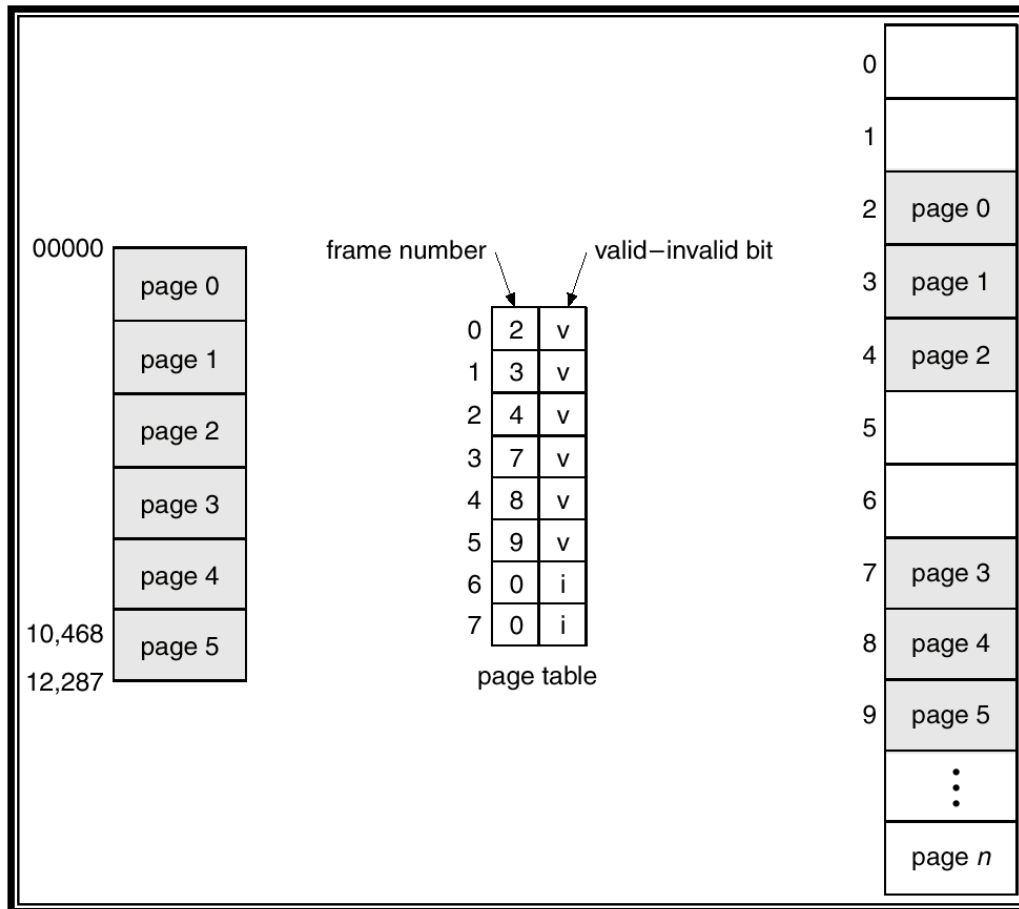 00000
page 0
page 1
page 2
page 3
page 4
10,468
page 5
12,287
frame number
valid–invalid bit
0 2 v
1 3 v
2 4 v
3 7 v
4 8 v
5 9 v
6 0 i
7 0 i
page table
0
1
2 page 0
3 page 1
4 page 2
5
6
7 page 3
8 page 4
9 page 5
⋮
page n